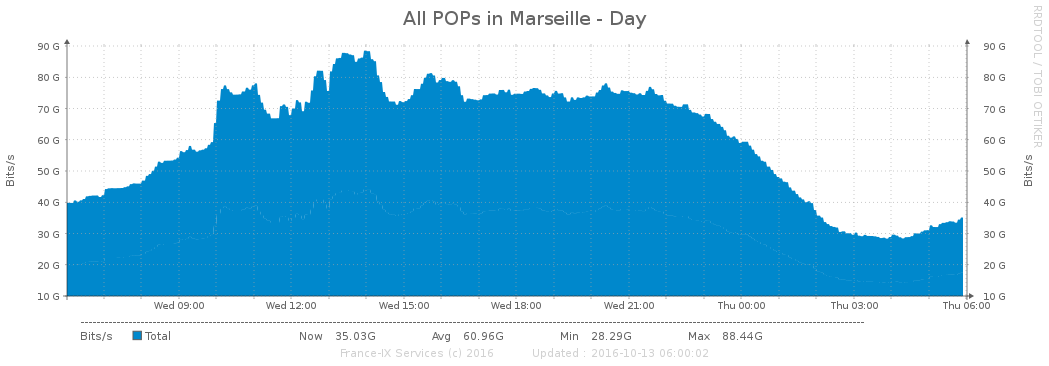 All POPs in Marseille - Day
RRDTOOL / TOBI OETIKER
Bits/s
90 G
80 G
70 G
60 G
50 G
40 G
30 G
20 G
10 G
90 G
80 G
70 G
60 G
50 G
40 G
30 G
20 G
10 G
Bits/s
Wed 09:00 Wed 12:00 Wed 15:00 Wed 18:00 Wed 21:00 Thu 00:00 Thu 03:00 Thu 06:00
Bits/s Total Now 35.03G Avg 60.96G Min 28.29G Max 88.44G
France-IX Services (c) 2016 Updated : 2016-10-13 06:00:02